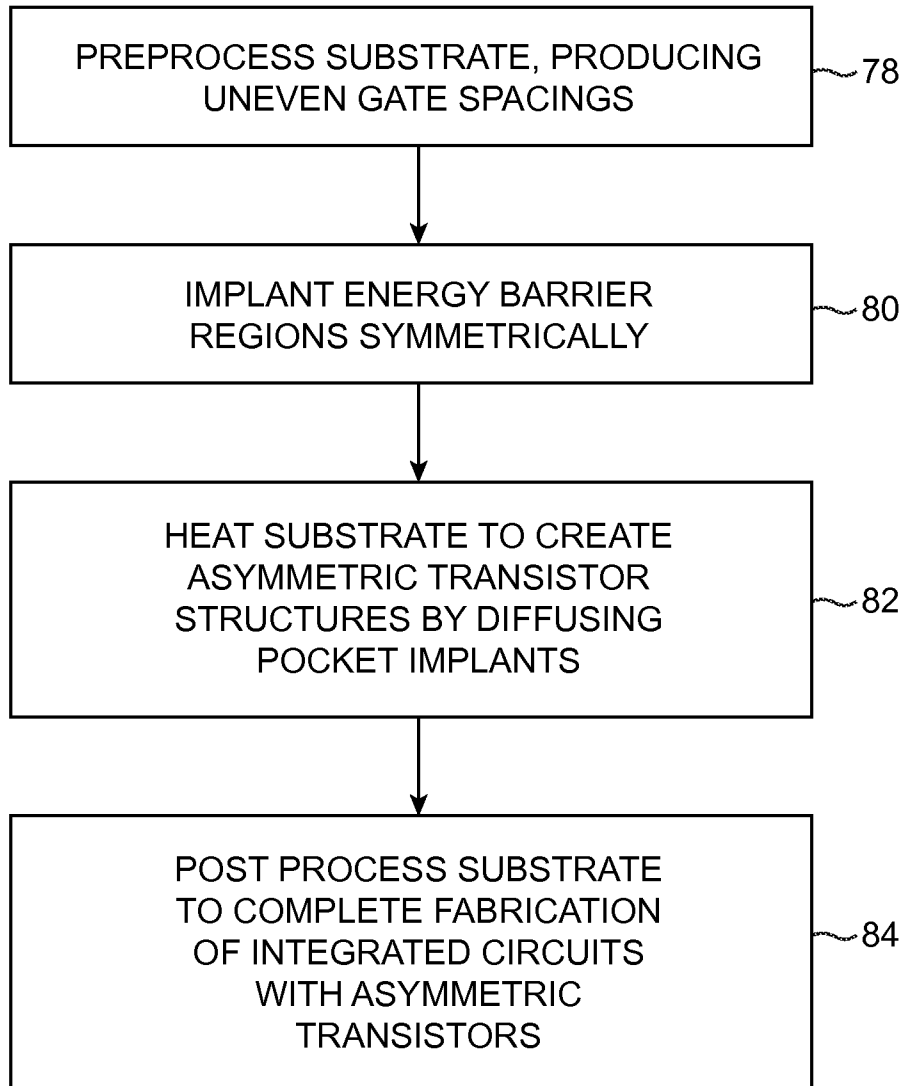 PREPROCESS SUBSTRATE, PRODUCING
UNEVEN GATE SPACINGS
78
IMPLANT ENERGY BARRIER
REGIONS SYMMETRICALLY
80
HEAT SUBSTRATE TO CREATE
ASYMMETRIC TRANSISTOR
STRUCTURES BY DIFFUSING
POCKET IMPLANTS
82
POST PROCESS SUBSTRATE
TO COMPLETE FABRICATION
OF INTEGRATED CIRCUITS
WITH ASYMMETRIC
TRANSISTORS
84